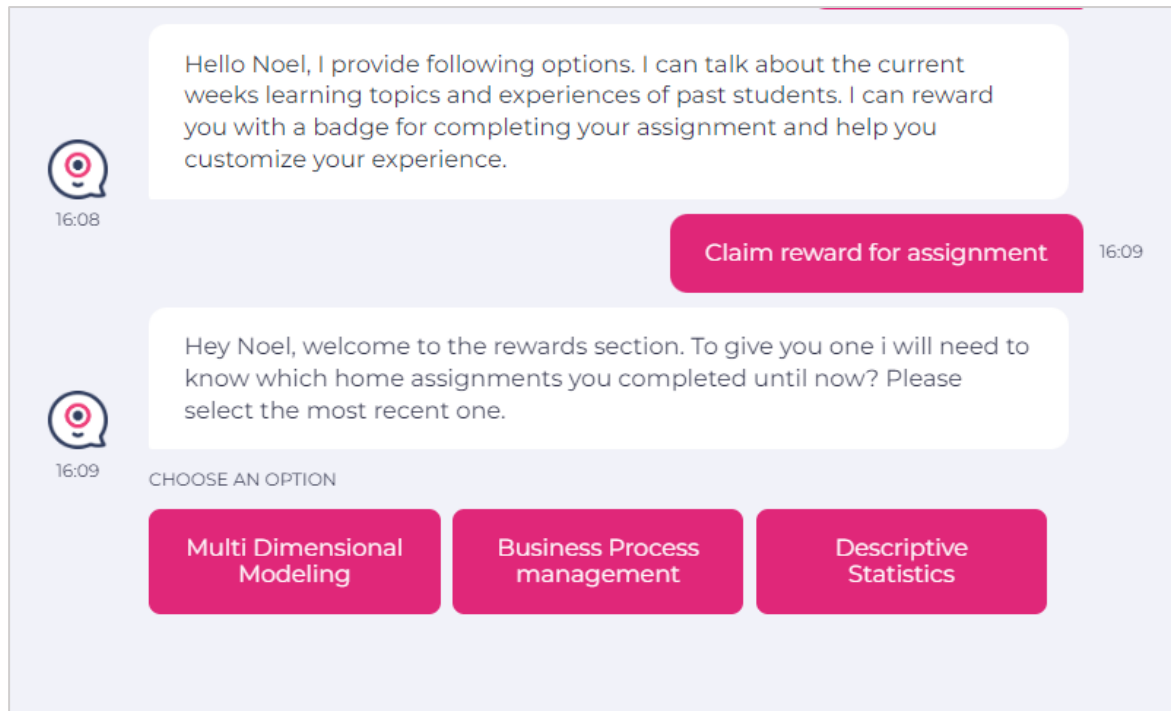 Hello Noel, I provide following options. I can talk about the current
weeks learning topics and experiences of past students. I can reward
you with a badge for completing your assignment and help you
customize your experience.
16:08
Claim reward for assignment
16:09
Hey Noel, welcome to the rewards section. To give you one i will need to
know which home assignments you completed until now? Please
select the most recent one.
16:09
CHOOSE AN OPTION
Multi Dimensional
Modeling
Business Process
management
Descriptive
Statistics